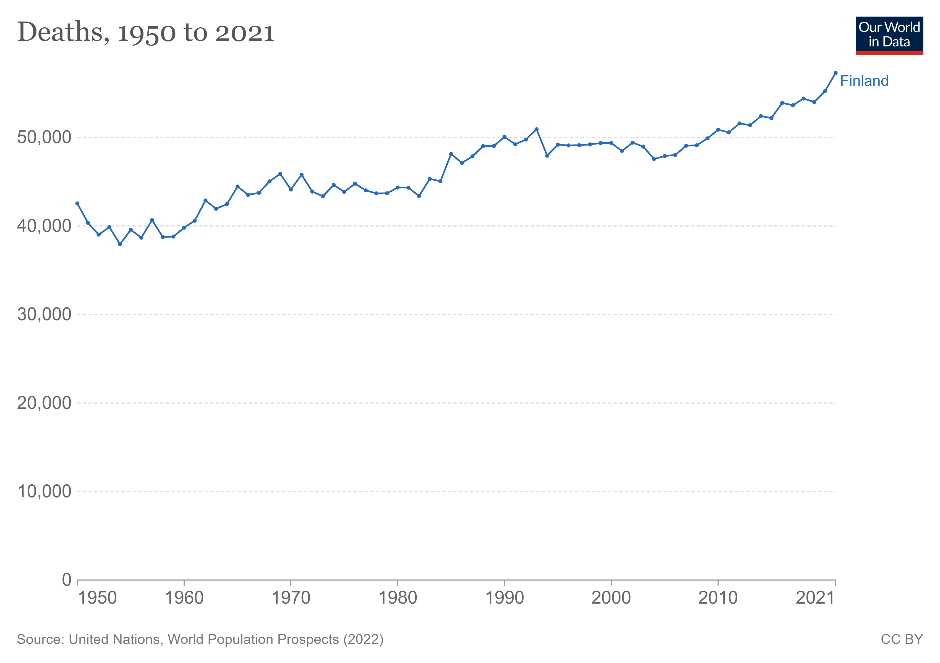 Deaths, 1950 to 2021
Our World
in Data
Finland
50,000
40,000
30,000
20,000
10,000
0
1950 1960 1970 1980 1990 2000 2010 2021
Source: United Nations, World Population Prospects (2022)
CC BY